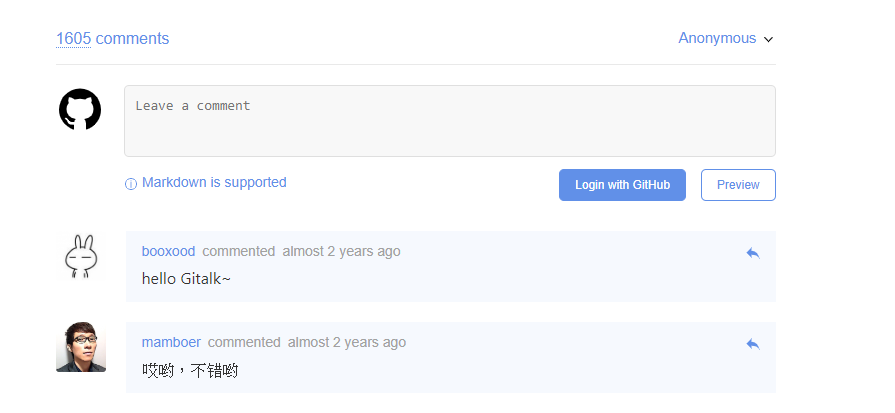 1605 comments
Anonymous
Leave a comment
Markdown is supported
Login with GitHub
Preview
booxood commented almost 2 years ago
hello Gitalk~
mamboer commented almost 2 years ago
哎哟，不错哟